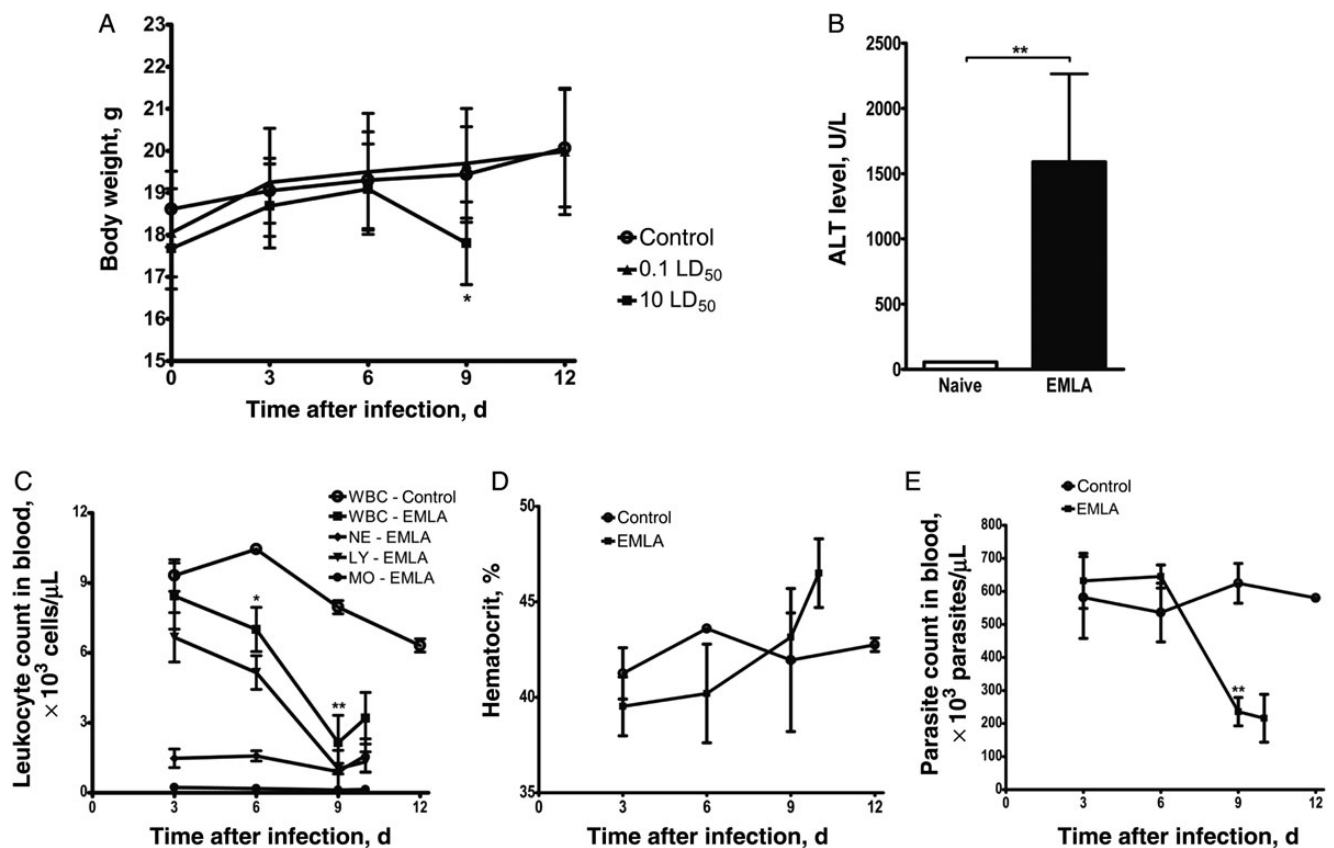 A
Body weight, g
23
22
21
20
19
18
17
16
15
0
3
6
9
12
*
Time after infection, d
Control
0.1 LD50
10 LD50
B
ALT level, U/L
2500
2000
1500
1000
500
0
**
Naive
EMLA
C
Leukocyte count in blood,
× 10³ cells/μL
12
9
6
3
0
WBC - Control
WBC - EMLA
NE - EMLA
LY - EMLA
MO - EMLA
*
**
0
3
6
9
12
Time after infection, d
D
Hematocrit, %
50
45
40
35
Control
EMLA
0
3
6
9
12
Time after infection, d
E
Parasite count in blood,
× 10³ parasites/μL
Control
EMLA
800
700
600
500
400
300
200
100
0
**
0
3
6
9
12
Time after infection, d